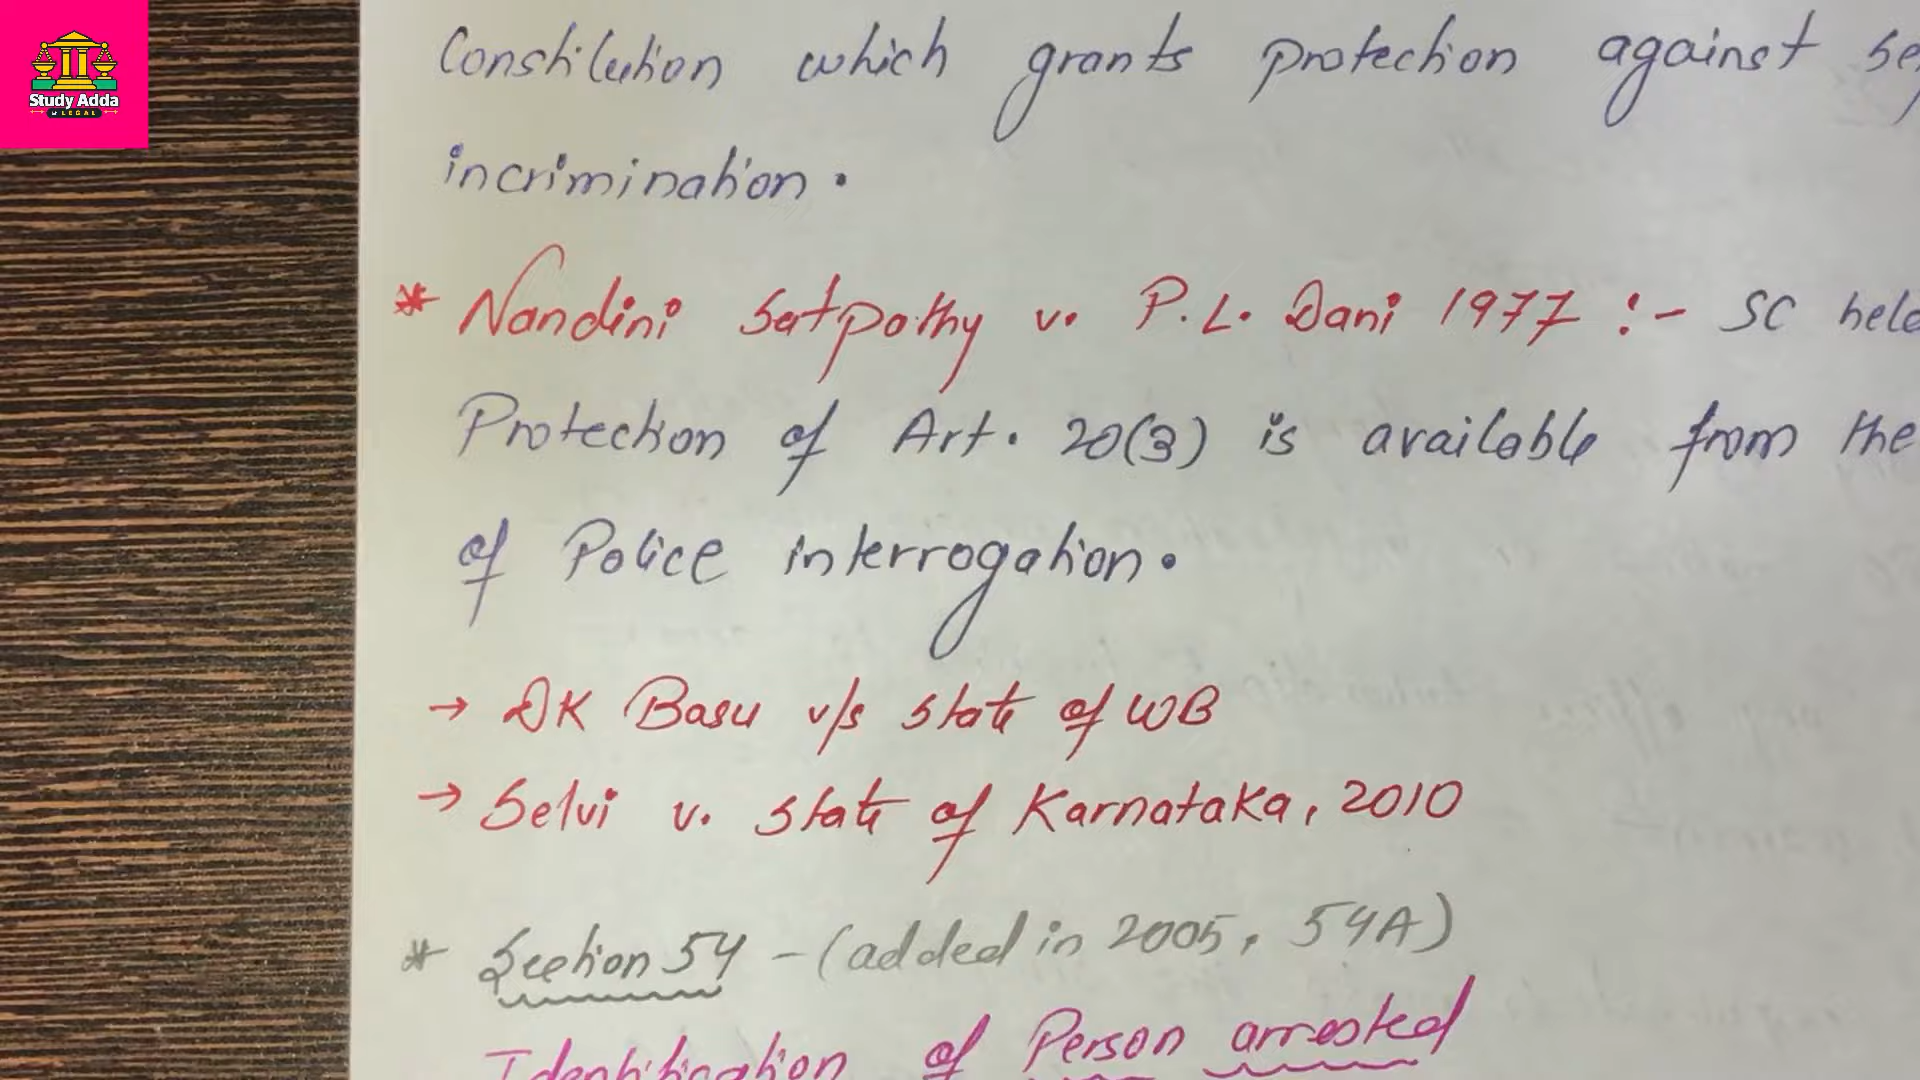 Study Adda
LEGAL
Constitution which grants protection against
incrimination.
* Nandini Satpathy v. P.L. Dani 1977 :- SC
Protection of Art. 20(3) is available from the
of Police interrogation.
→ DK Basu v/s State of WB
→ Selvi v. State of Karnataka, 2010
* Section 54 - (added in 2005, 54A)
Identification of Person arrested